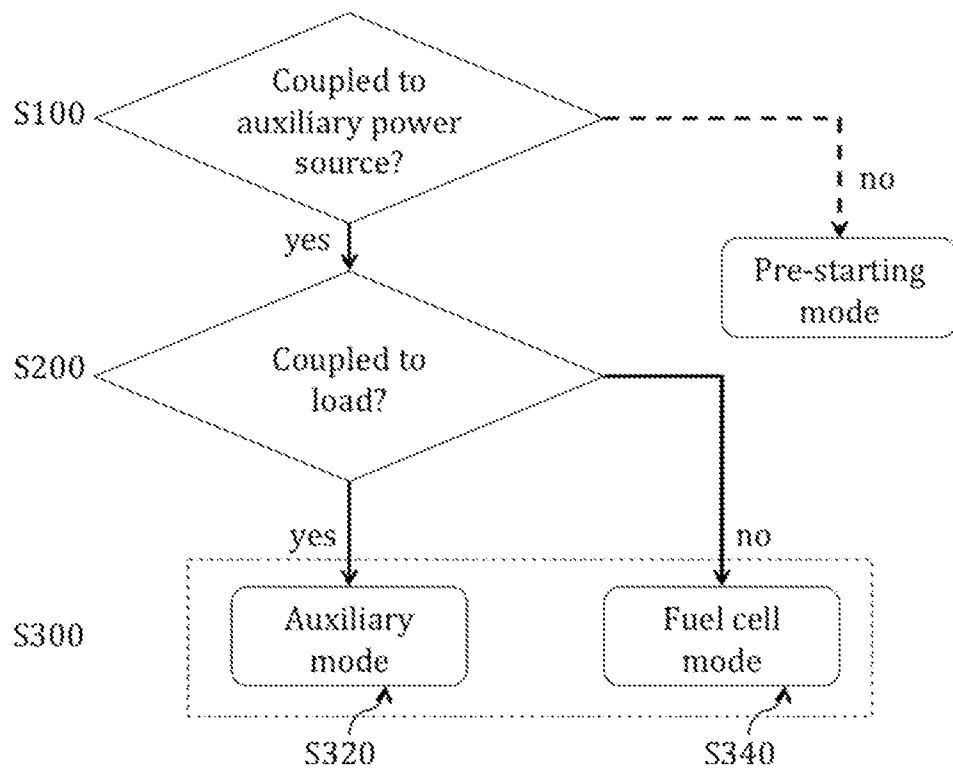 S100
Coupled to
auxiliary power
source?
no
yes
Pre-starting
mode
S200
Coupled to
load?
yes
no
S300
Auxiliary
mode
Fuel cell
mode
S320
S340